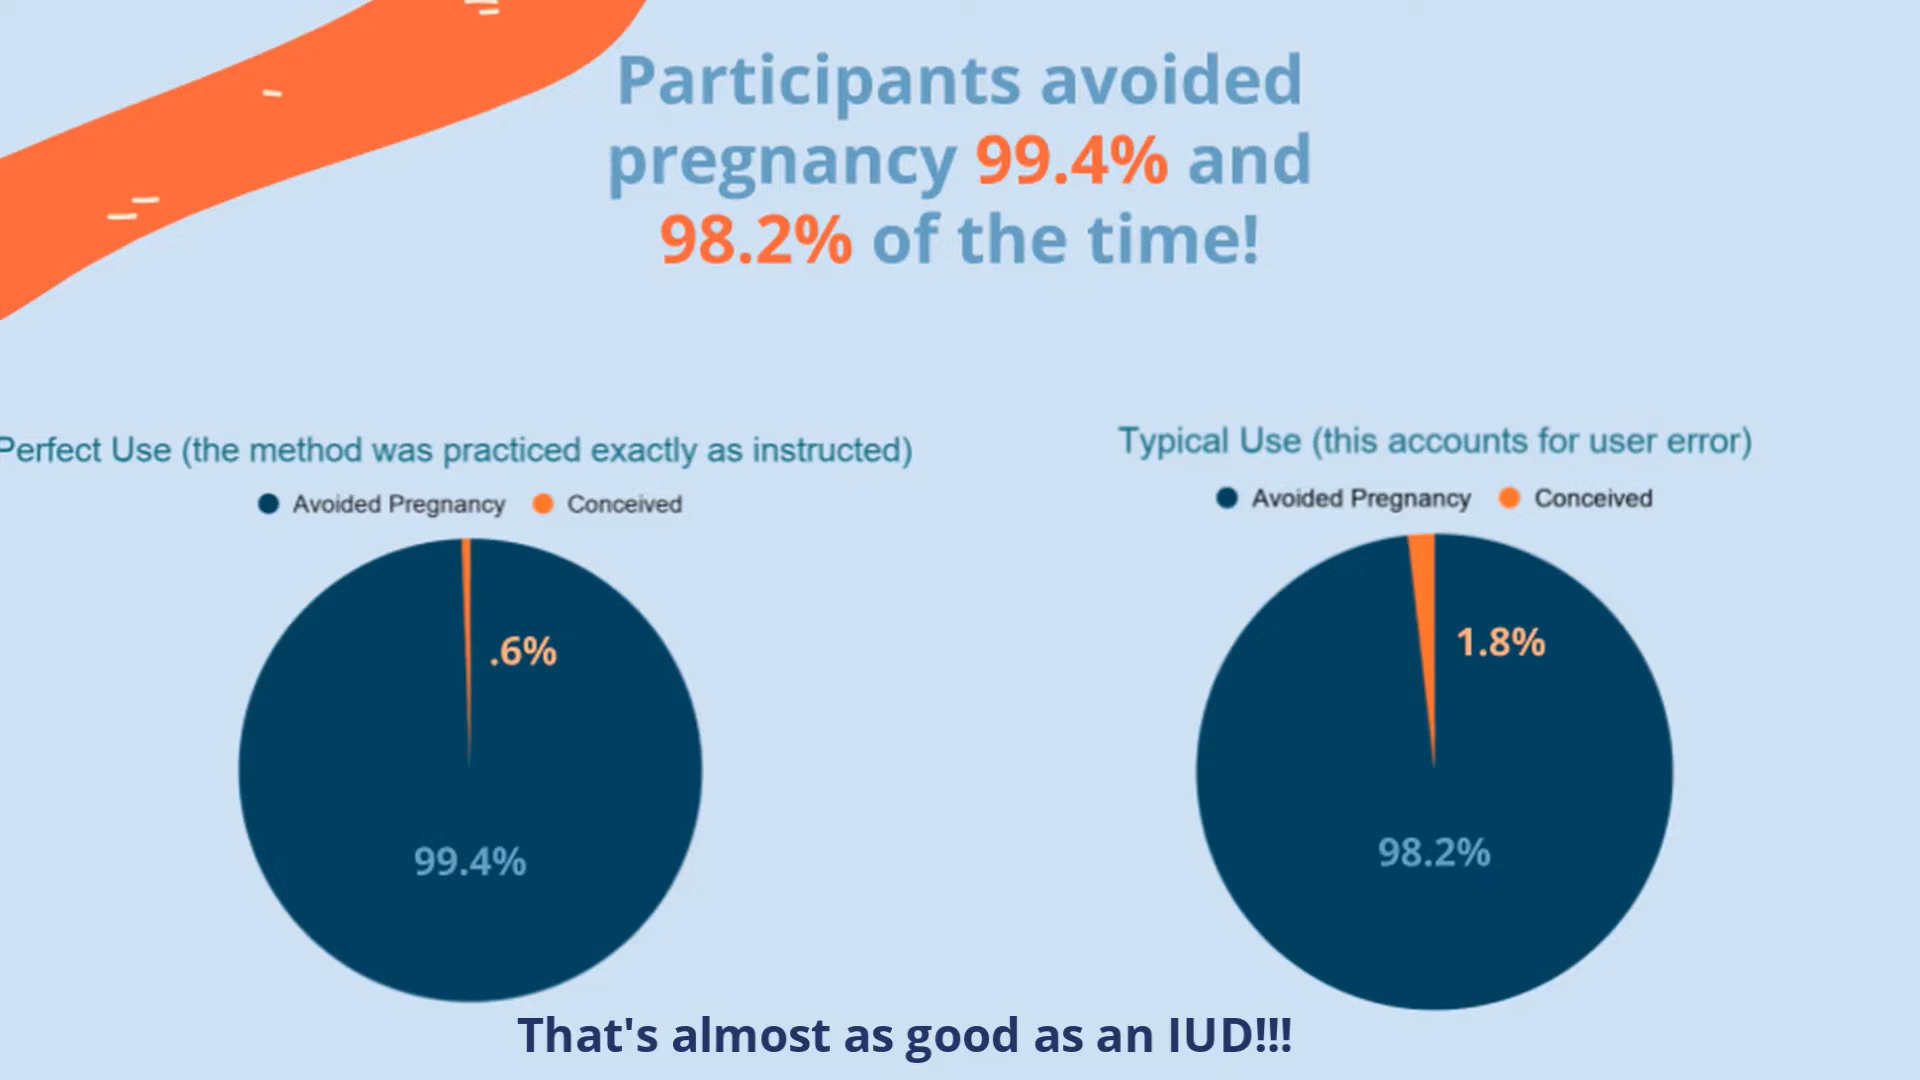 Participants avoided
pregnancy 99.4% and
98.2% of the time!
Perfect Use (the method was practiced exactly as instructed)
Avoided Pregnancy Conceived
.6%
99.4%
Typical Use (this accounts for user error)
Avoided Pregnancy Conceived
1.8%
98.2%
That's almost as good as an IUD!!!